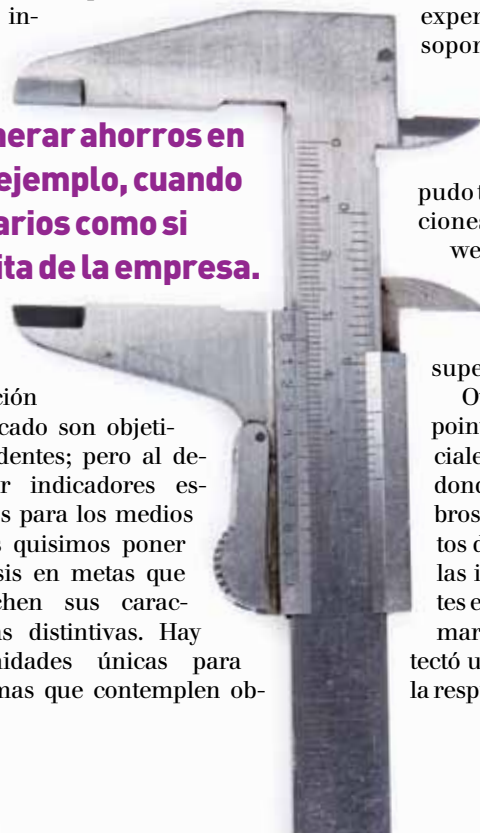 in-
nerar ahorros en
ejemplo, cuando
arios como si
ita de la empresa.
ción
cado son objeti-
dentes; pero al de-
r indicadores es-
s para los medios
s quisimos poner
sis en metas que
chen sus carac-
as distintivas. Hay
nidades únicas para
mas que contemplen ob-
exper
sopor
pudo t
ciones
we
supe
O
point
ciale
dond
bros
tos d
las i
tes e
mar
tectó u
la resp